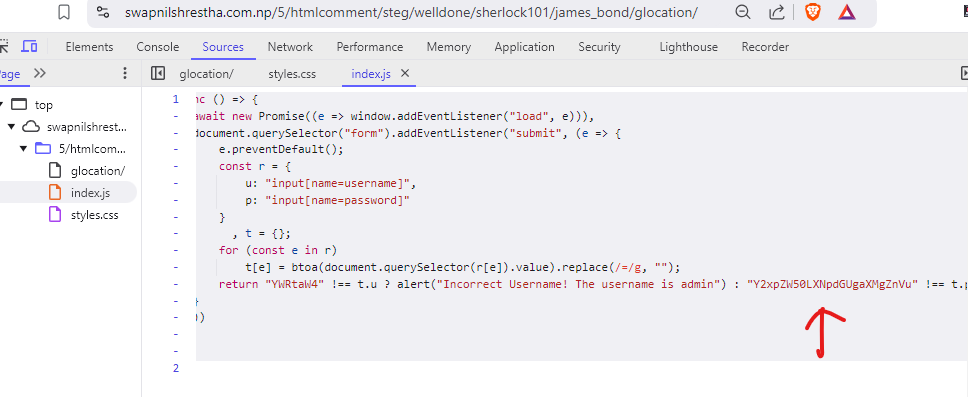 swapnilshrestha.com.np/5/htmlcomment/steg/welldone/sherlock101/james_bond/glocation/
Elements Console Sources Network Performance Memory Application Security Lighthouse Recorder
age
glocation/ styles.css index.js
top
swapnilshrest...
5/htmlcom...
glocation/
index.js
styles.css
1 nc () => {
- await new Promise((e => window.addEventListener("load", e))),
- document.querySelector("form").addEventListener("submit", (e => {
- e.preventDefault();
- const r = {
- u: "input[name=username]",
- p: "input[name=password]"
- }
- , t = {};
- for (const e in r)
- t[e] = btoa(document.querySelector(r[e]).value).replace(/=/g, "");
- return "YWRtaW4" !== t.u ? alert("Incorrect Username! The username is admin") : "Y2xpZW50LXNpdGUgaXMgZnVu" !== t.p
- }
- ))
-
-
2